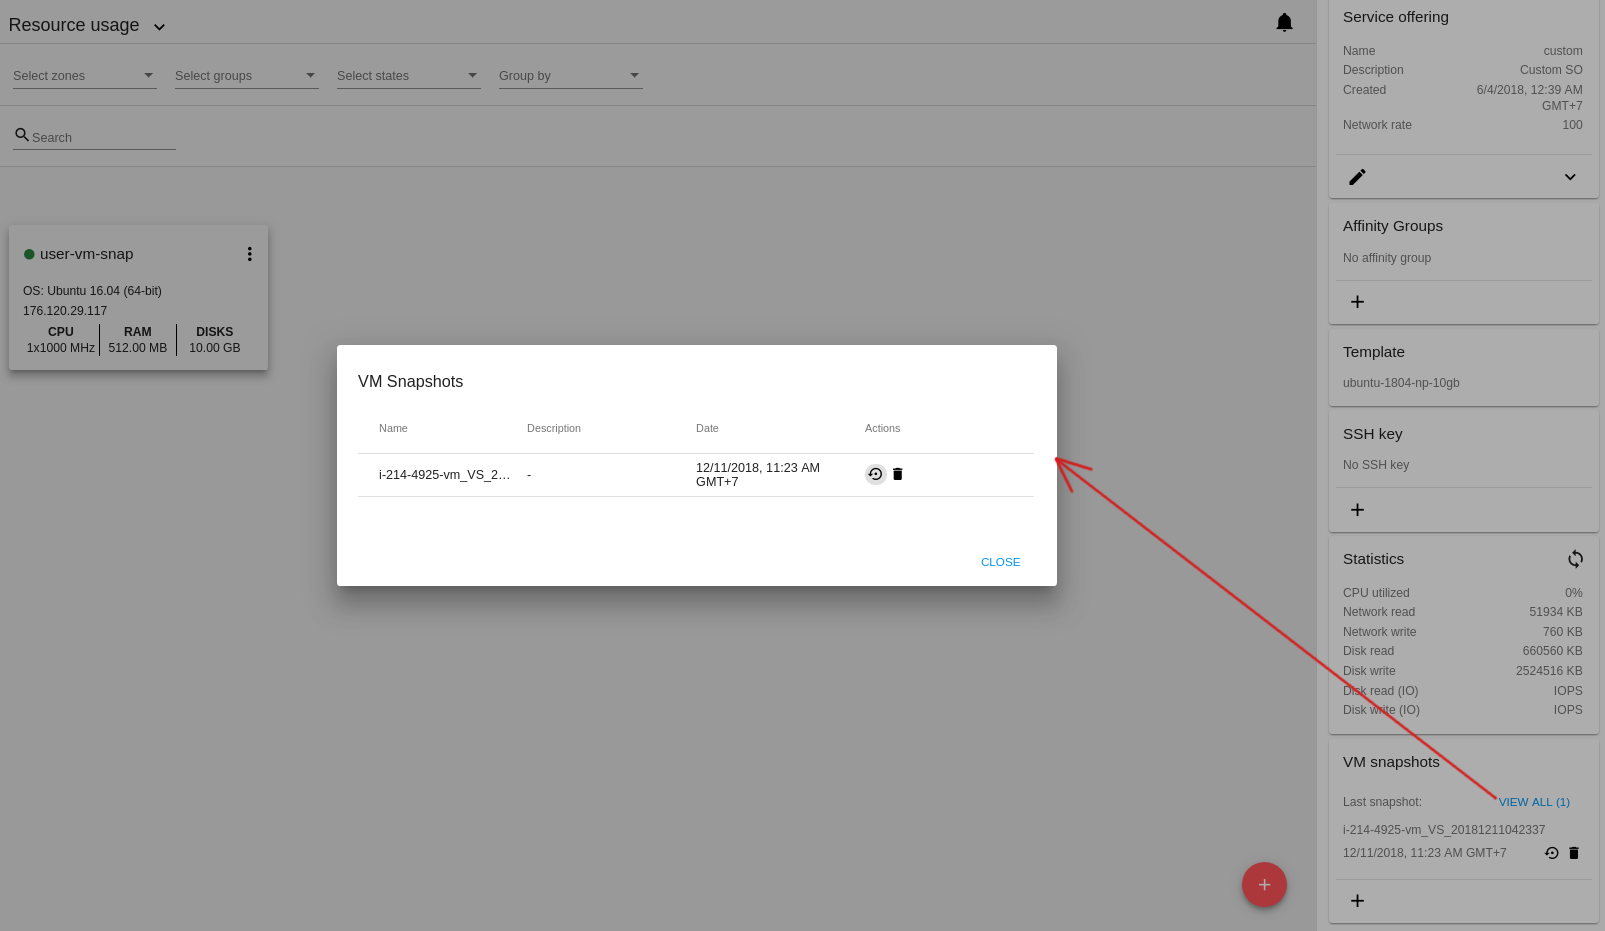 Resource usage
Select zones
Select groups
Select states
Group by
Search
user-vm-snap
OS: Ubuntu 16.04 (64-bit)
176.120.29.117
CPU RAM DISKS
1x1000 MHz 512.00 MB 10.00 GB
VM Snapshots
Name Description Date Actions
i-214-4925-vm_VS_2… - 12/11/2018, 11:23 AM
GMT+7
CLOSE
Service offering
Name custom
Description Custom SO
Created 6/4/2018, 12:39 AM
GMT+7
Network rate 100
Affinity Groups
No affinity group
+
Template
ubuntu-1804-np-10gb
SSH key
No SSH key
+
Statistics
CPU utilized 0%
Network read 51934 KB
Network write 760 KB
Disk read 660560 KB
Disk write 2524516 KB
Disk read (IO) IOPS
Disk write (IO) IOPS
VM snapshots
Last snapshot: VIEW ALL (1)
i-214-4925-vm_VS_20181211042337
12/11/2018, 11:23 AM GMT+7
+
+